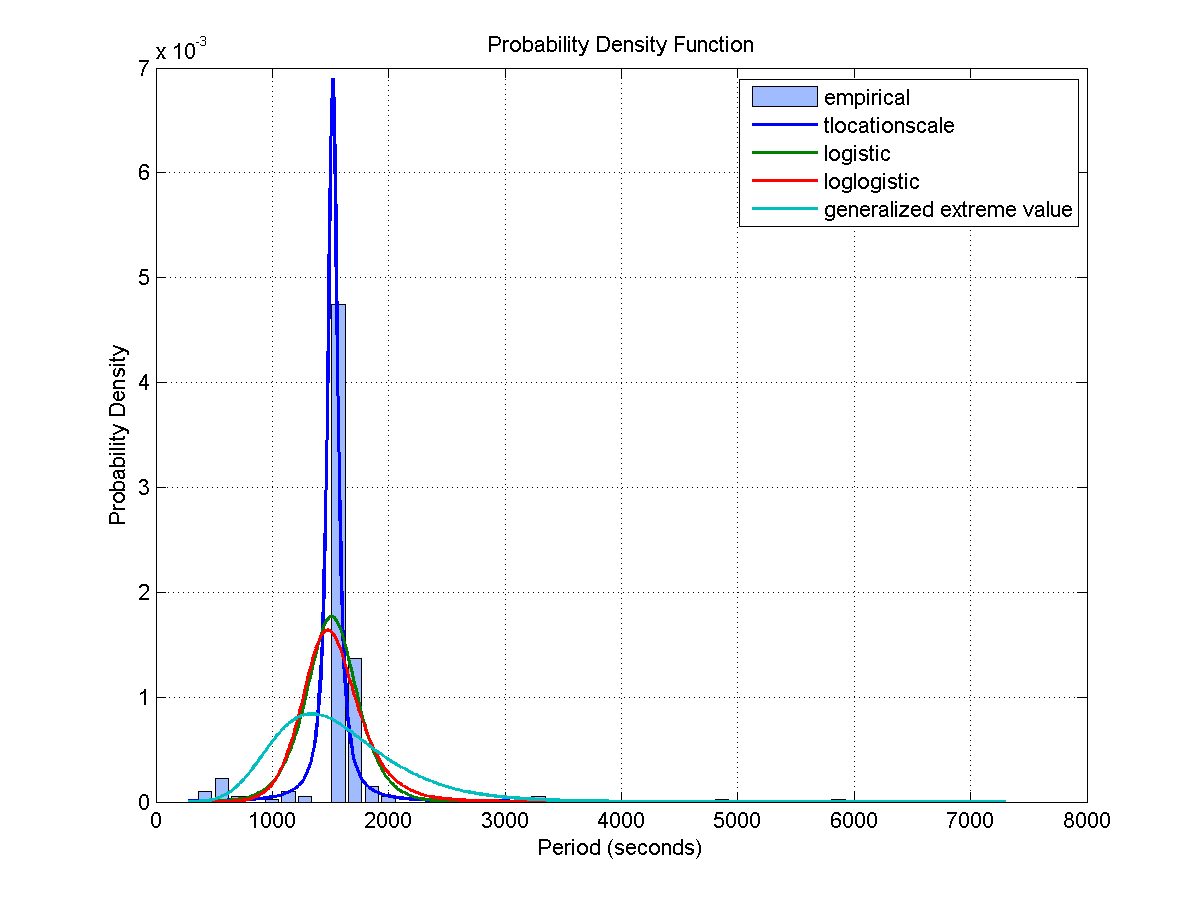 Probability Density Function
x 10^-3
7
6
5
4
3
2
1
0
Probability Density
empirical
tlocationscale
logistic
loglogistic
generalized extreme value
0 1000 2000 3000 4000 5000 6000 7000 8000
Period (seconds)